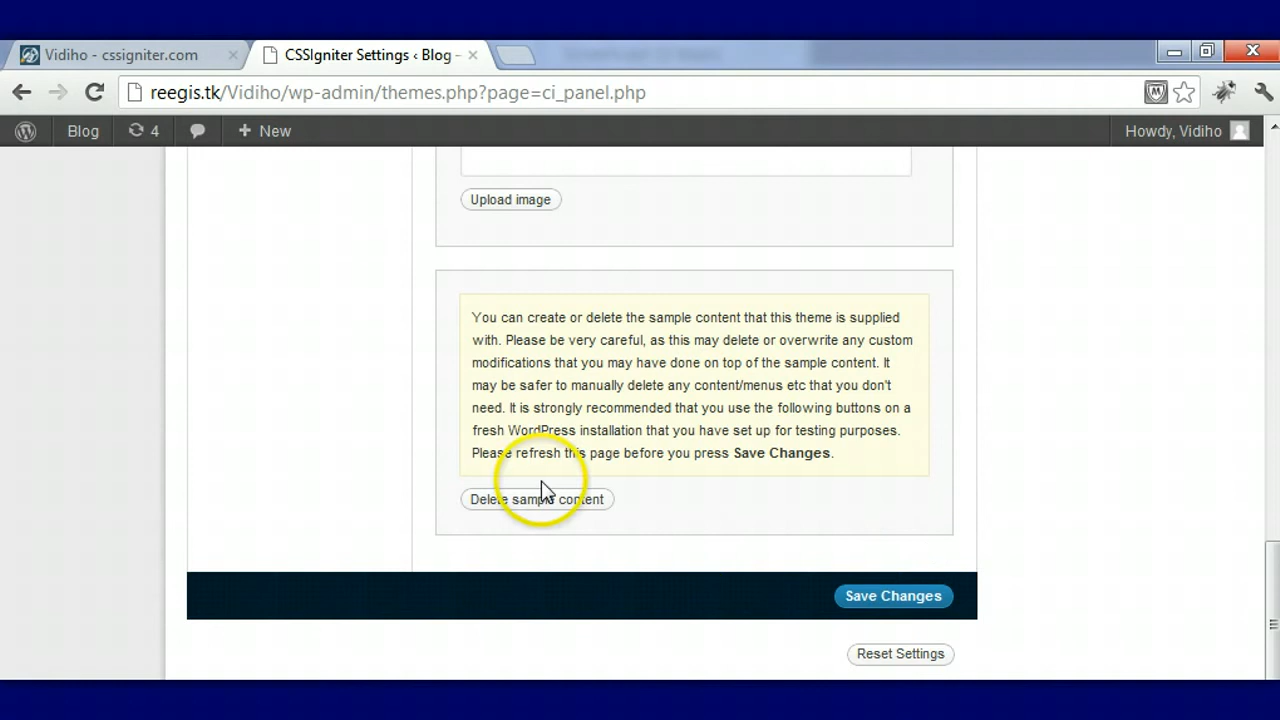 Vidiho - cssigniter.com
CSSIgniter Settings ‹ Blog –
reegis.tk/Vidiho/wp-admin/themes.php?page=ci_panel.php
Blog 4 + New Howdy, Vidiho
Upload image
You can create or delete the sample content that this theme is supplied
with. Please be very careful, as this may delete or overwrite any custom
modifications that you may have done on top of the sample content. It
may be safer to manually delete any content/menus etc that you don't
need. It is strongly recommended that you use the following buttons on a
fresh WordPress installation that you have set up for testing purposes.
Please refresh this page before you press Save Changes.
Delete sample content
Save Changes
Reset Settings